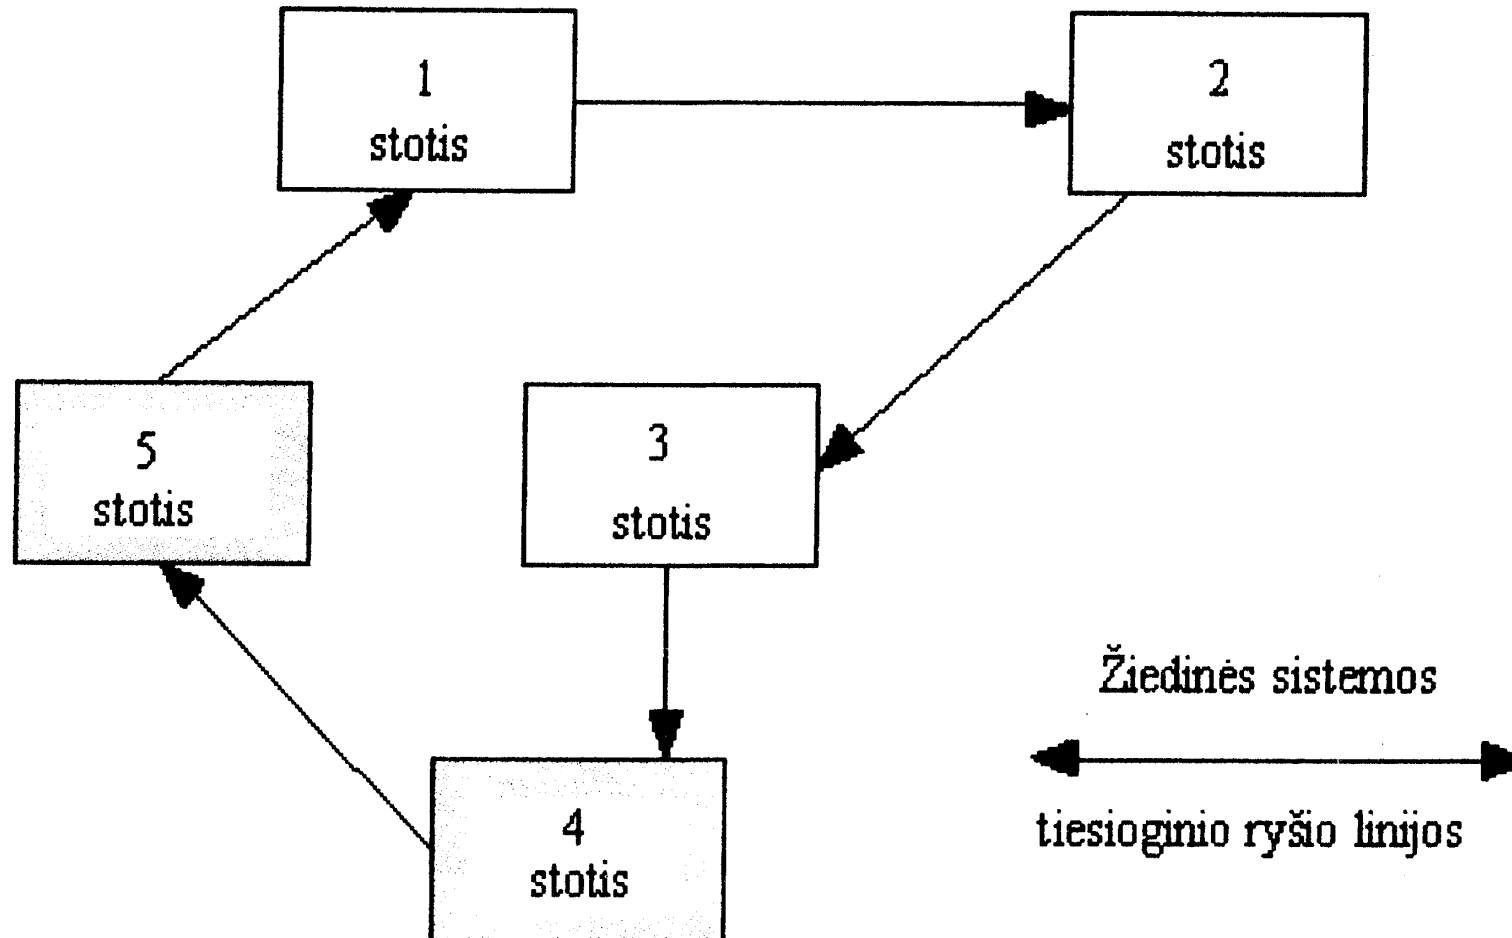 1
stotis
2
stotis
5
stotis
3
stotis
4
stotis
Žiedinės sistemos
tiesioginio ryšio linijos